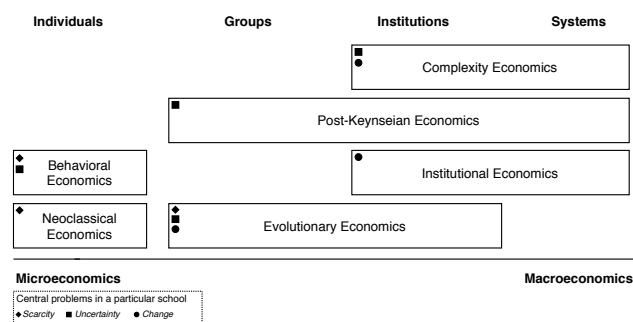 Individuals Groups Institutions Systems
Complexity Economics
Post-Keynseian Economics
Behavioral
Economics
Institutional Economics
Neoclassical
Economics
Evolutionary Economics
Microeconomics Macroeconomics
Central problems in a particular school
◆Scarcity ■ Uncertainty ● Change